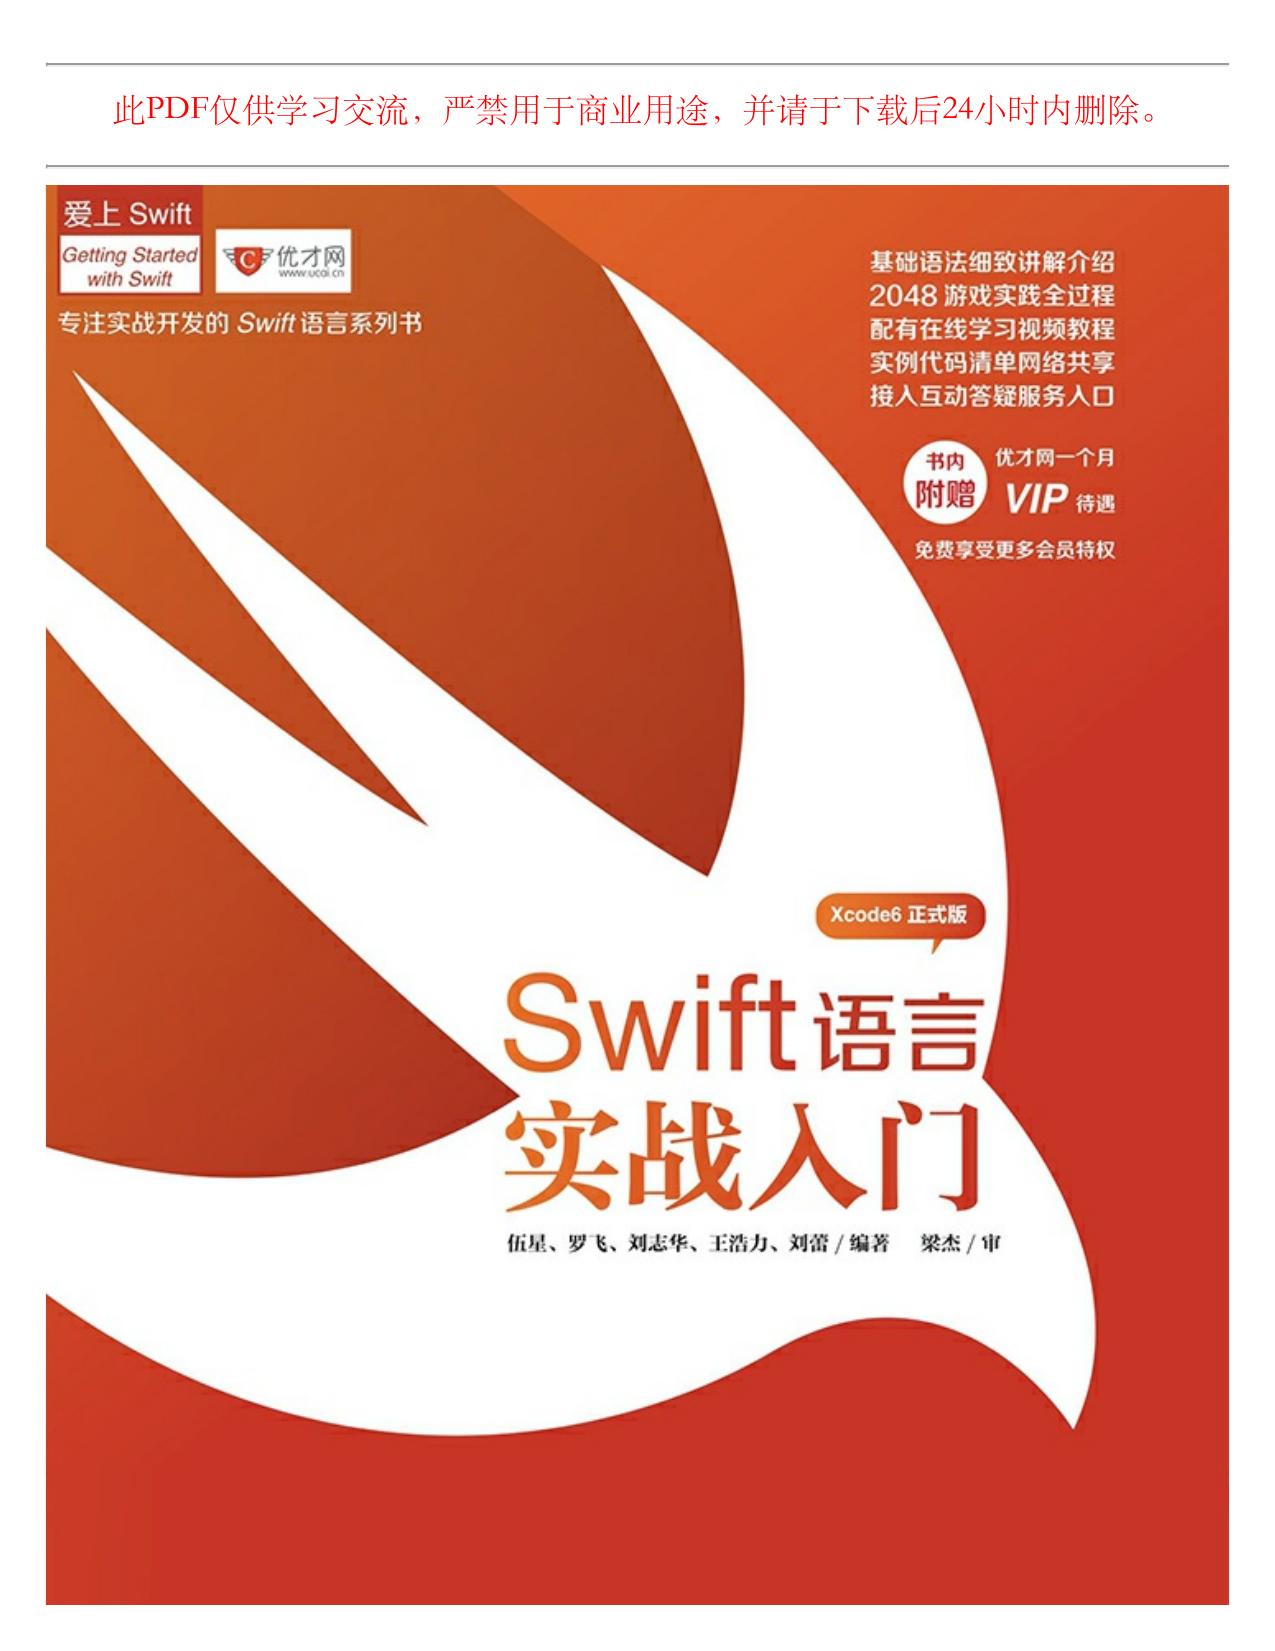 此PDF仅供学习交流，严禁用于商业用途，并请于下载后24小时内删除。
爱上 Swift
Getting Started
with Swift
优才网
www.ucai.cn
专注实战开发的 Swift 语言系列书
基础语法细致讲解介绍
2048 游戏实践全过程
配有在线学习视频教程
实例代码清单网络共享
接入互动答疑服务入口
书内
附赠
优才网一个月
VIP 待遇
免费享受更多会员特权
Xcode6 正式版
Swift 语言
实战入门
伍星、罗飞、刘志华、王浩力、刘蕾 / 编著 梁杰 / 审